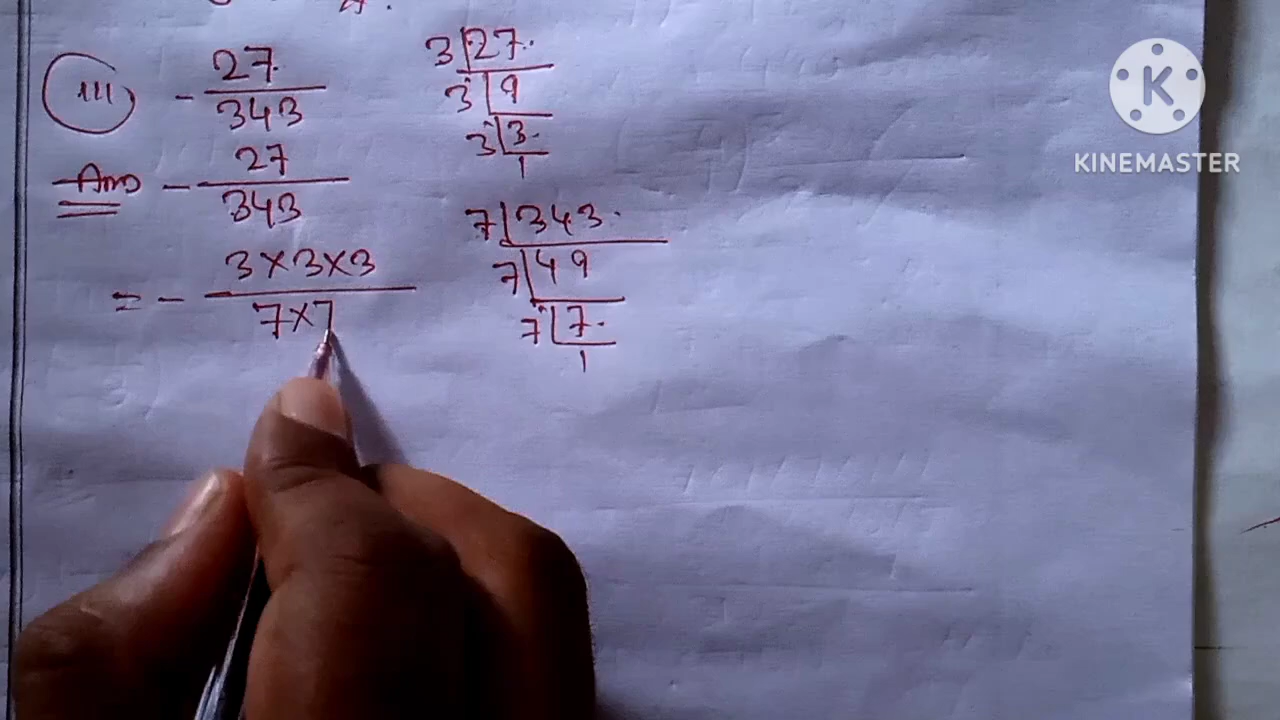 (iii) - 27/343
Ans - 27/343
= - 3×3×3/7×7
3|27
3|9
3|3
1
7|343
7|49
7|7
1
K
KINEMASTER